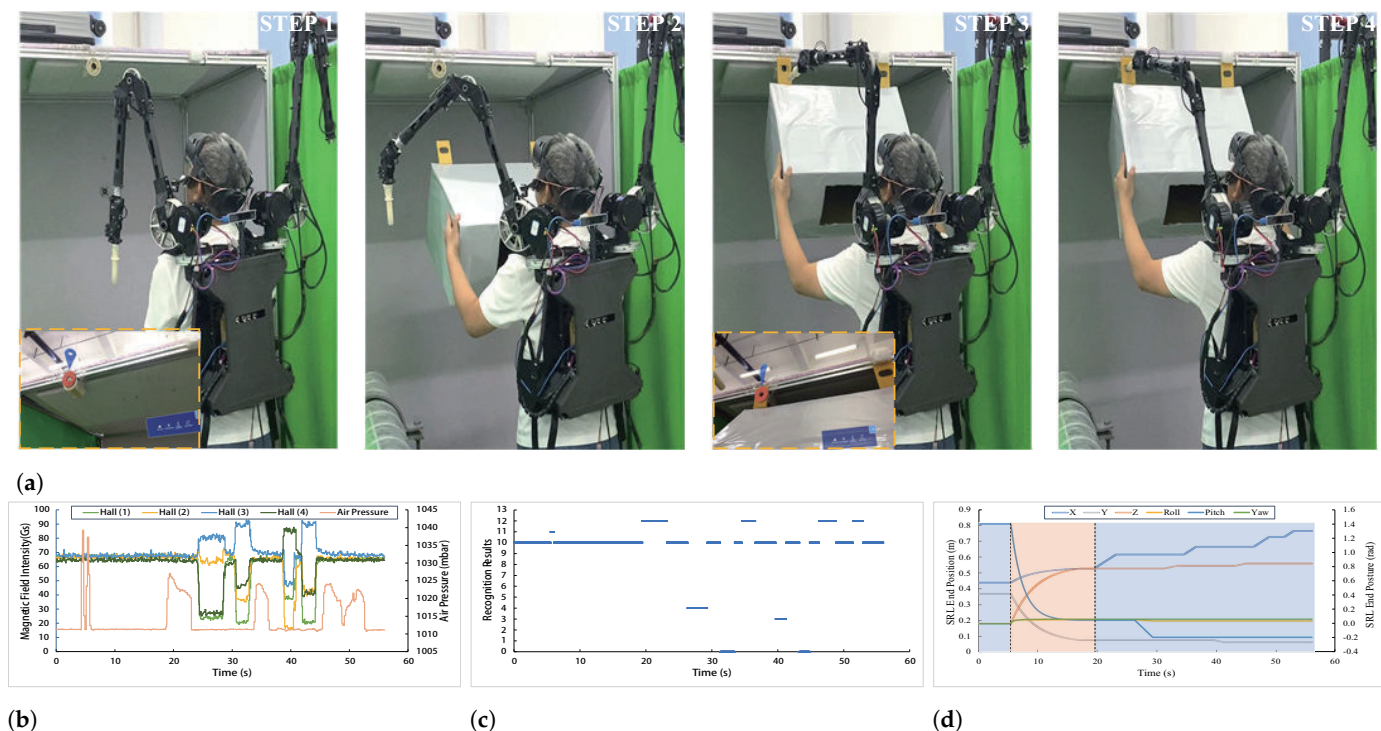 STEP 1
STEP 2
STEP 3
STEP 4
(a)
Hall (1) Hall (2) Hall (3) Hall (4) Air Pressure
Magnetic Field Intensity(Gs)
100
90
80
70
60
50
40
30
20
10
0
1045
1040
1035
1030
1025
1020
1015
1010
1005
Air Pressure (mbar)
0 10 20 30 40 50 60
Time (s)
(b)
Recognition Results
13
12
11
10
9
8
7
6
5
4
3
2
1
0
0 10 20 30 40 50 60
Time (s)
(c)
X Y Z Roll Pitch Yaw
SRL End Position (m)
0.9
0.8
0.7
0.6
0.5
0.4
0.3
0.2
0.1
0
1.6
1.4
1.2
1.0
0.8
0.6
0.4
0.2
0.0
-0.2
-0.4
SRL End Posture (rad)
0 10 20 30 40 50 60
Time (s)
(d)